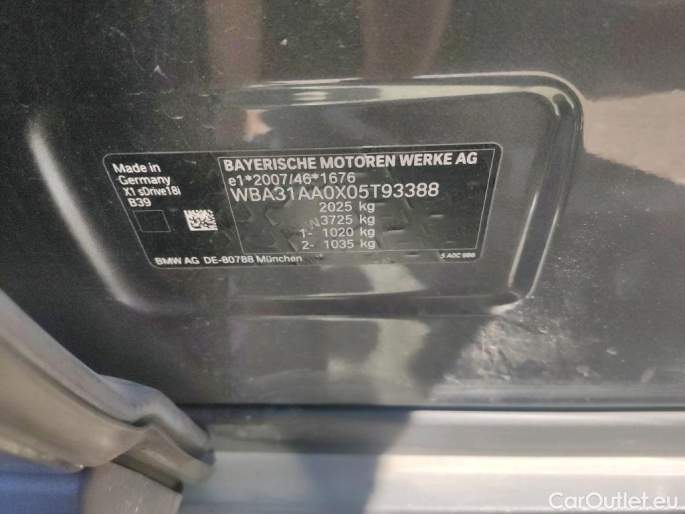 Made in
Germany
X1 sDrive18i
B39
BAYERISCHE MOTOREN WERKE AG
e1*2007/46*1676
WBA31AA0X05T93388
2025 kg
3725 kg
1- 1020 kg
2- 1035 kg
BMW AG DE-80788 München
CarOutlet.eu